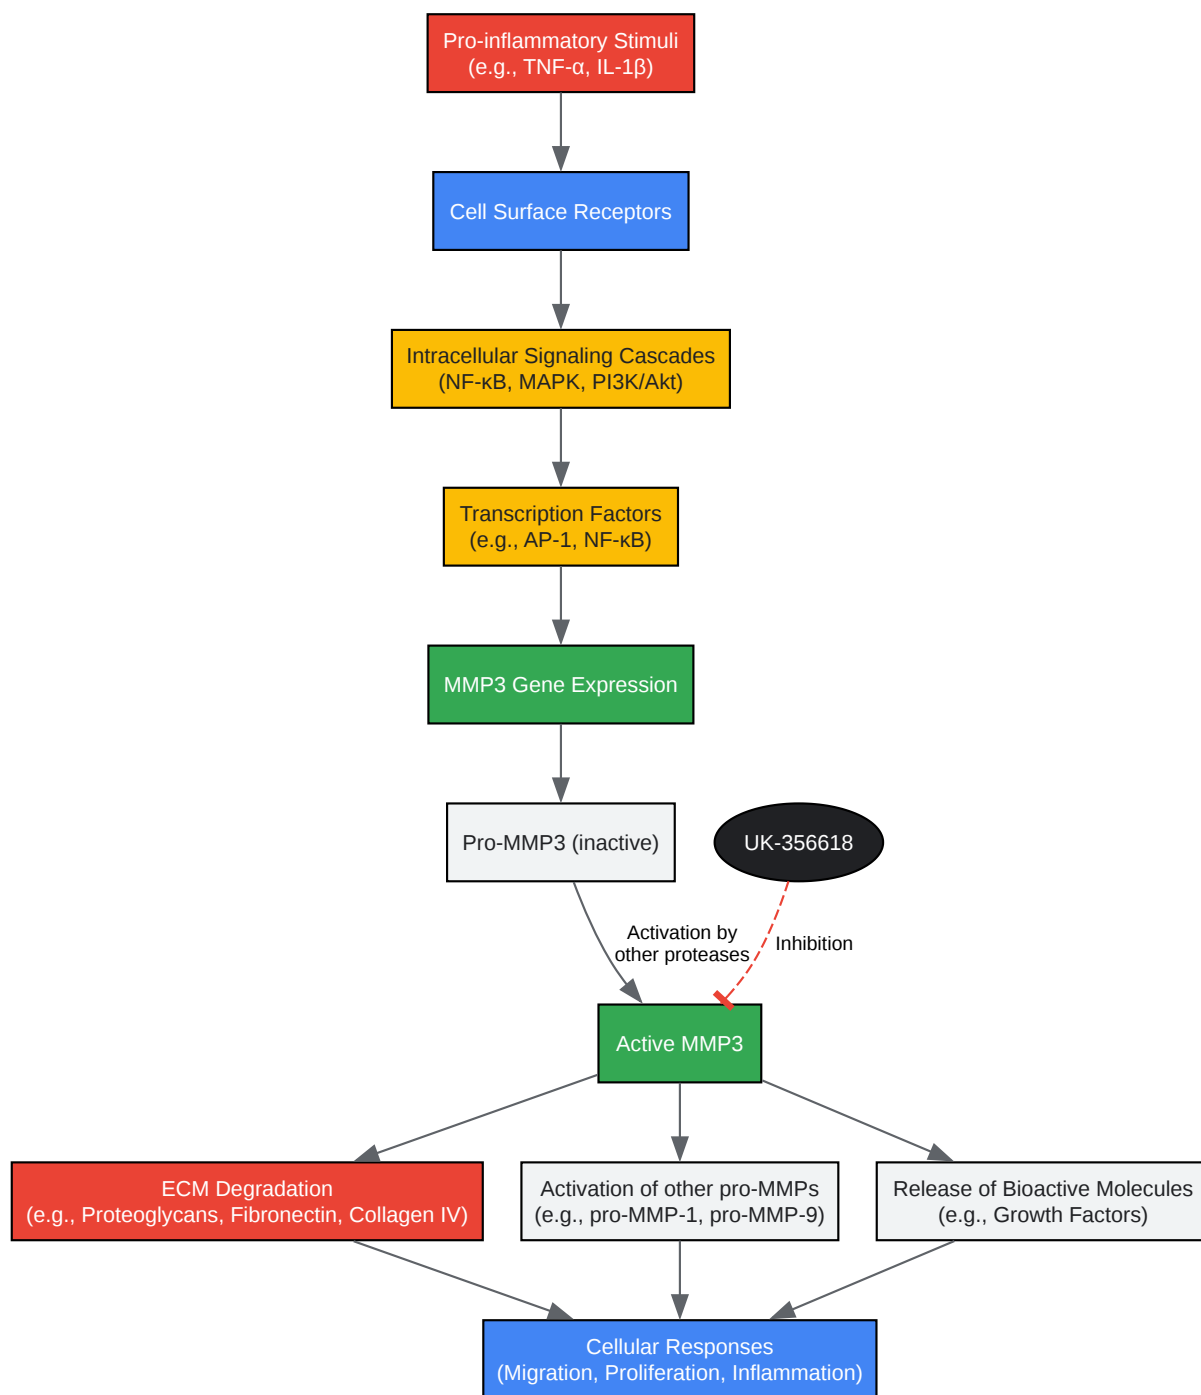 Pro-inflammatory Stimuli
(e.g., TNF-α, IL-1β)
Cell Surface Receptors
Intracellular Signaling Cascades
(NF-κB, MAPK, PI3K/Akt)
Transcription Factors
(e.g., AP-1, NF-κB)
MMP3 Gene Expression
Pro-MMP3 (inactive)
UK-356618
Activation by
other proteases
Inhibition
Active MMP3
ECM Degradation
(e.g., Proteoglycans, Fibronectin, Collagen IV)
Activation of other pro-MMPs
(e.g., pro-MMP-1, pro-MMP-9)
Release of Bioactive Molecules
(e.g., Growth Factors)
Cellular Responses
(Migration, Proliferation, Inflammation)